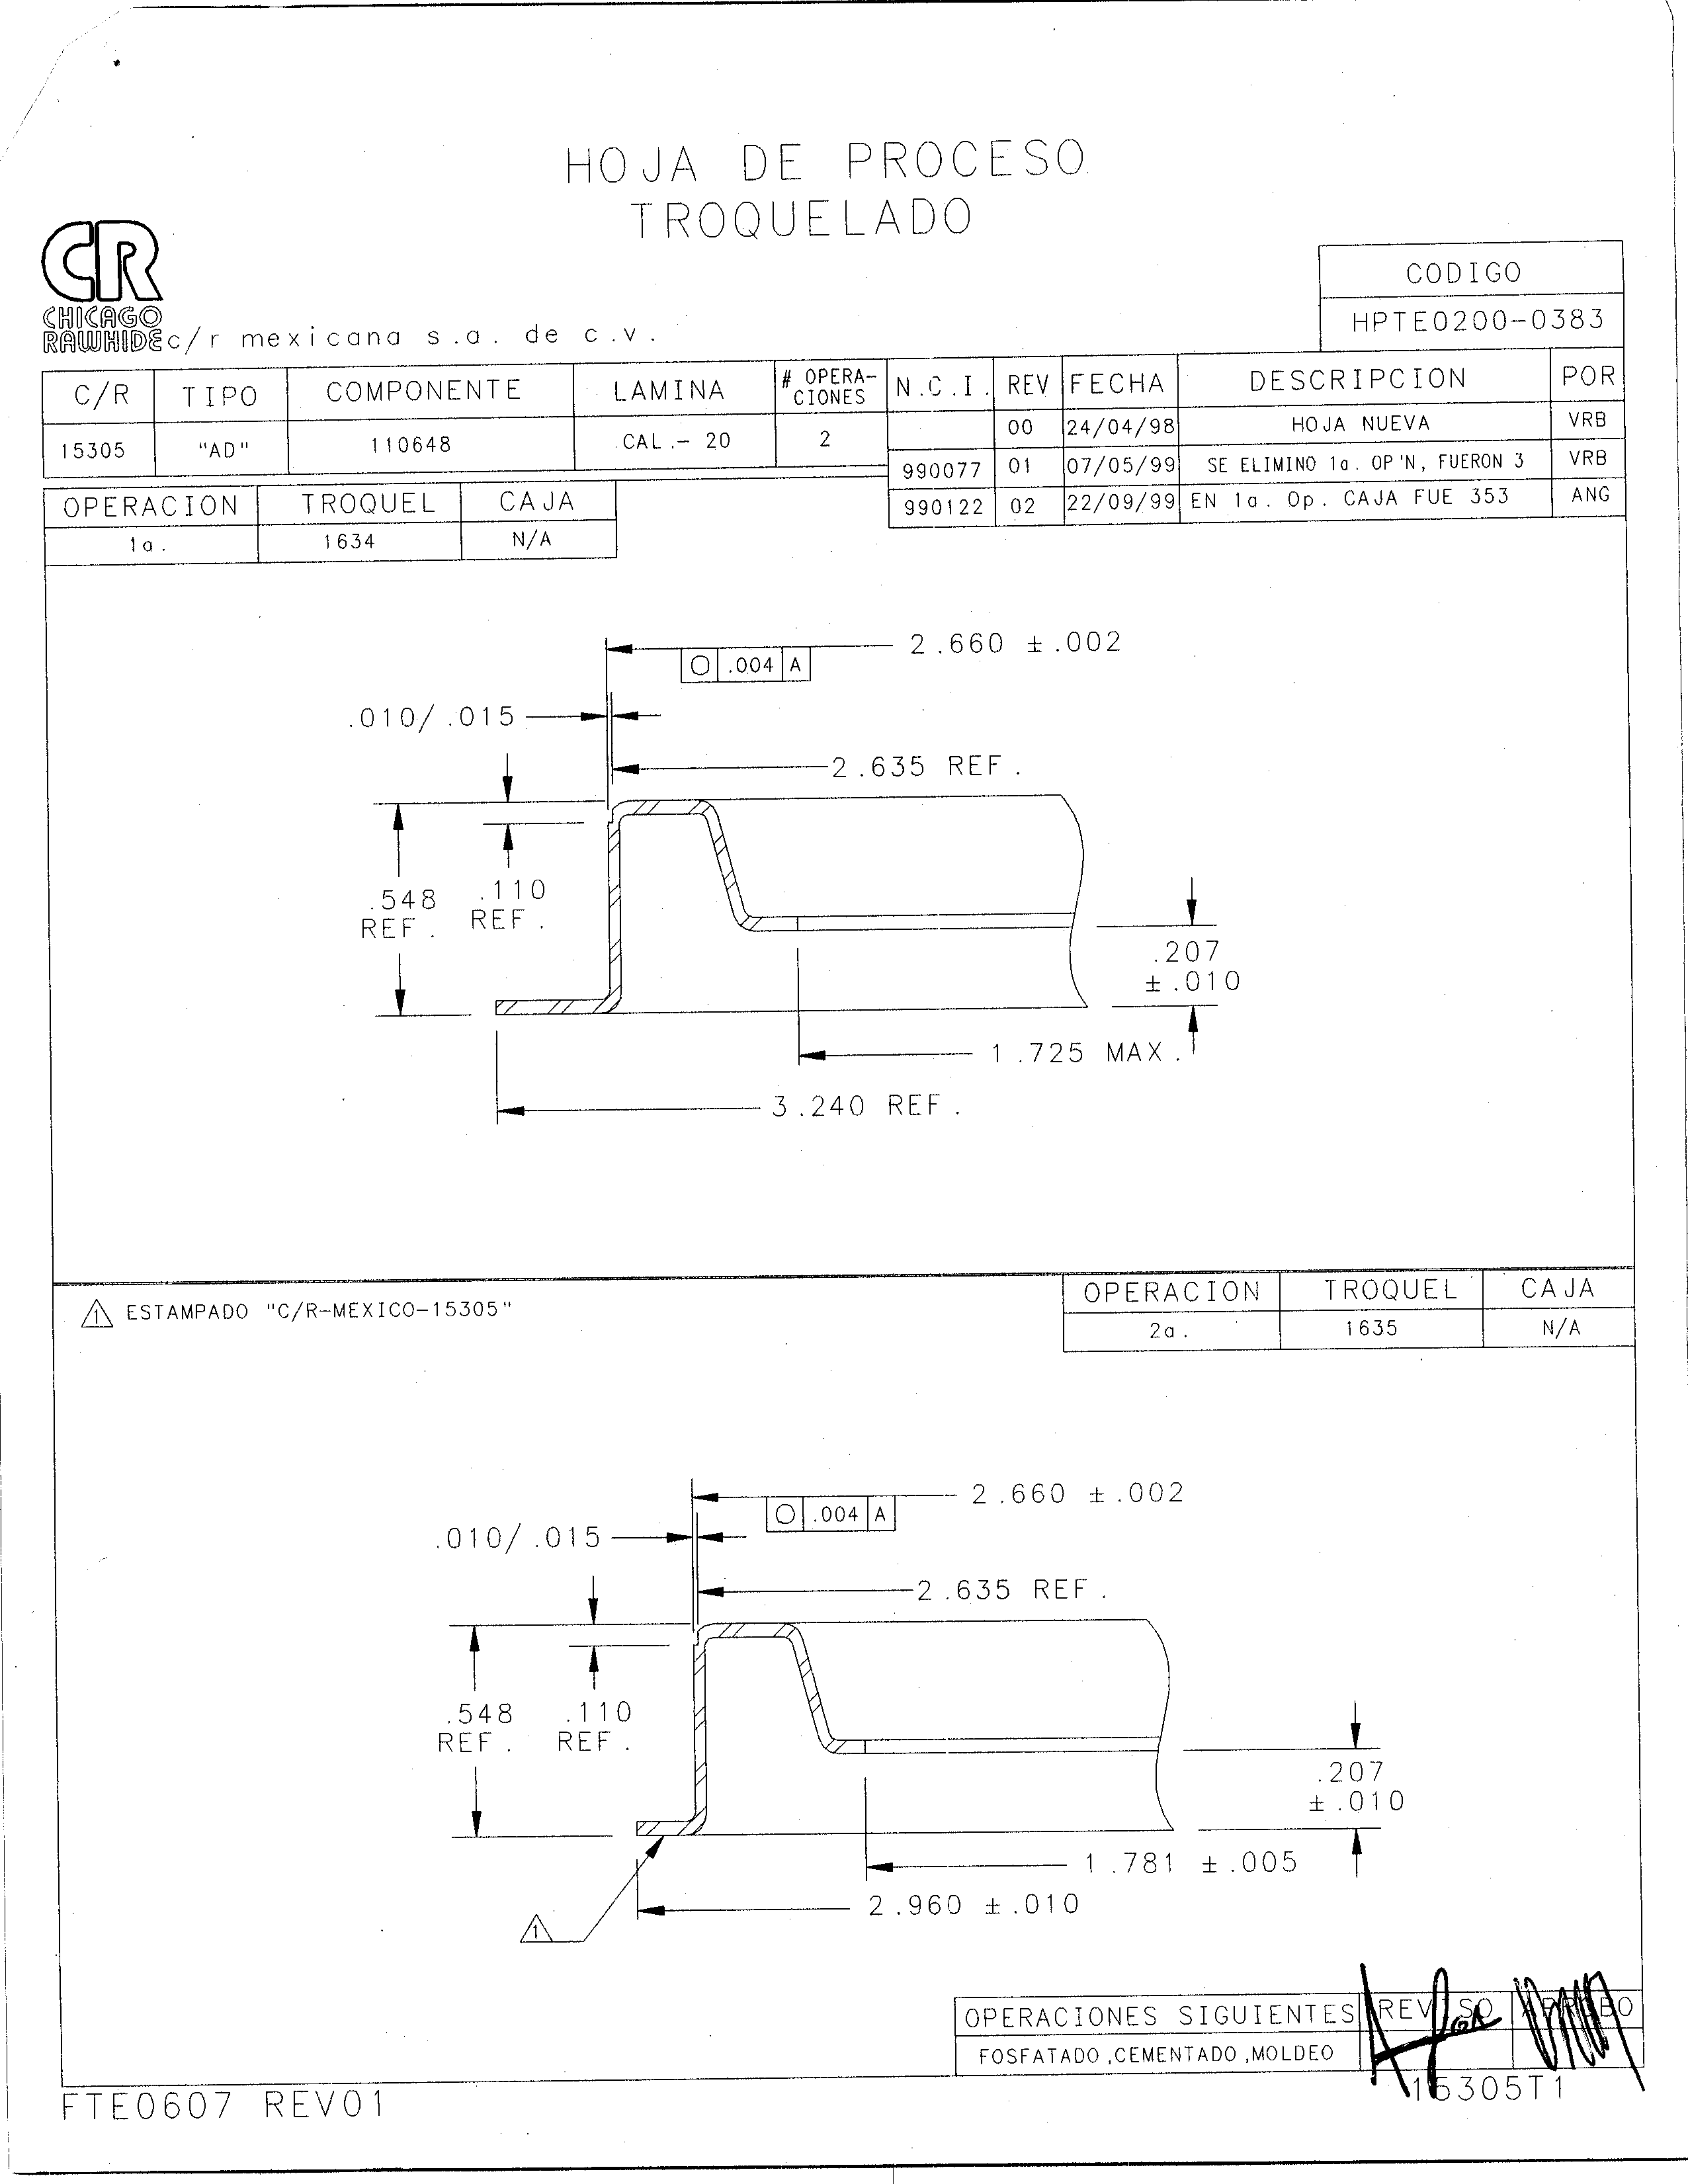 HOJA DE PROCESO
TROQUELADO
CR
CHICAGO
RAWHIDE c/r mexicana s.a. de c.v.
CODIGO
HPTE0200-0383
C/R TIPO COMPONENTE LAMINA # OPERA-CIONES N.C.I. REV FECHA DESCRIPCION POR
15305 "AD" 110648 CAL.- 20 2
00 24/04/98 HOJA NUEVA VRB
990077 01 07/05/99 SE ELIMINO 1a. OP'N, FUERON 3 VRB
990122 02 22/09/99 EN 1a. Op. CAJA FUE 353 ANG
OPERACION TROQUEL CAJA
1a. 1634 N/A
2.660 ±.002
○ .004 A
.010/.015
2.635 REF.
.548 REF.
.110 REF.
.207
±.010
1.725 MAX.
3.240 REF.
1 ESTAMPADO "C/R-MEXICO-15305"
OPERACION TROQUEL CAJA
2a. 1635 N/A
2.660 ±.002
○ .004 A
.010/.015
2.635 REF.
.548 REF.
.110 REF.
.207
±.010
1.781 ±.005
2.960 ±.010
1
OPERACIONES SIGUIENTES REVISO APROBO
FOSFATADO,CEMENTADO,MOLDEO
FTE0607 REV01
15305T1